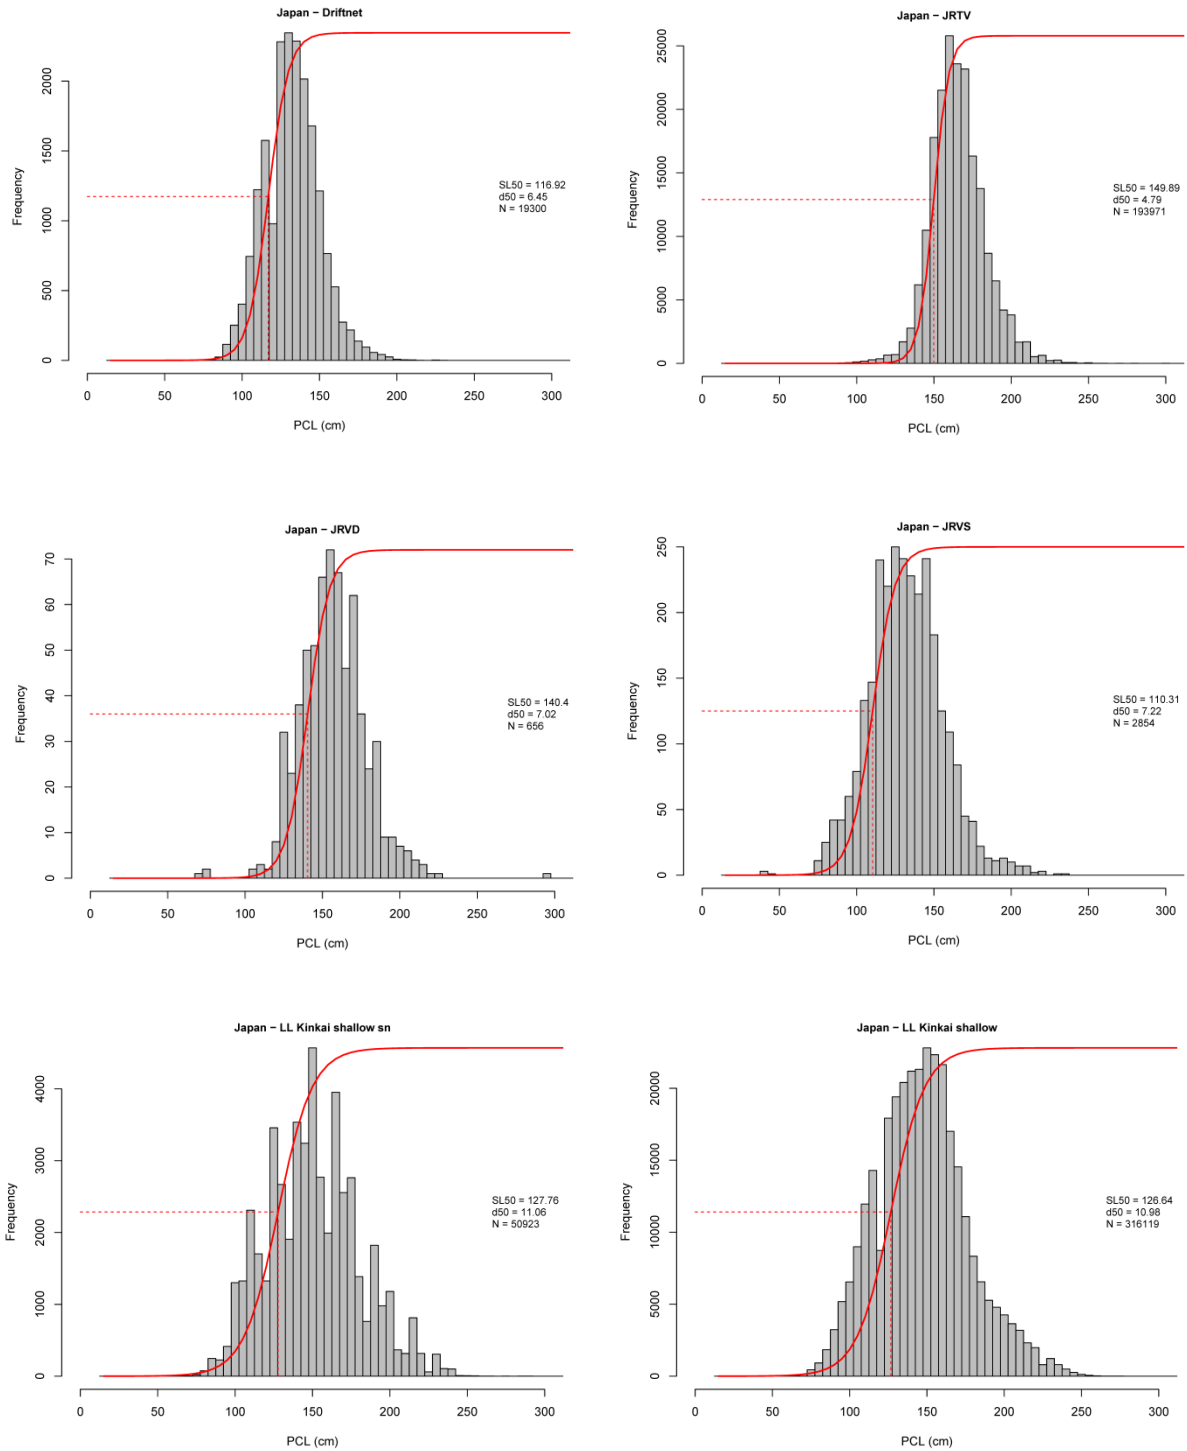 Japan − Driftnet
Frequency
0
500
1000
1500
2000
SL50 = 116.92
d50 = 6.45
N = 19300
0 50 100 150 200 250 300
PCL (cm)
Japan − JRTV
Frequency
0
5000
10000
15000
20000
25000
SL50 = 149.89
d50 = 4.79
N = 193971
0 50 100 150 200 250 300
PCL (cm)
Japan − JRVD
Frequency
0
10
20
30
40
50
60
70
SL50 = 140.4
d50 = 7.02
N = 656
0 50 100 150 200 250 300
PCL (cm)
Japan − JRVS
Frequency
0
50
100
150
200
250
SL50 = 110.31
d50 = 7.22
N = 2854
0 50 100 150 200 250 300
PCL (cm)
Japan − LL Kinkai shallow sn
Frequency
0
1000
2000
3000
4000
SL50 = 127.76
d50 = 11.06
N = 50923
0 50 100 150 200 250 300
PCL (cm)
Japan − LL Kinkai shallow
Frequency
0
5000
10000
15000
20000
SL50 = 126.64
d50 = 10.98
N = 316119
0 50 100 150 200 250 300
PCL (cm)